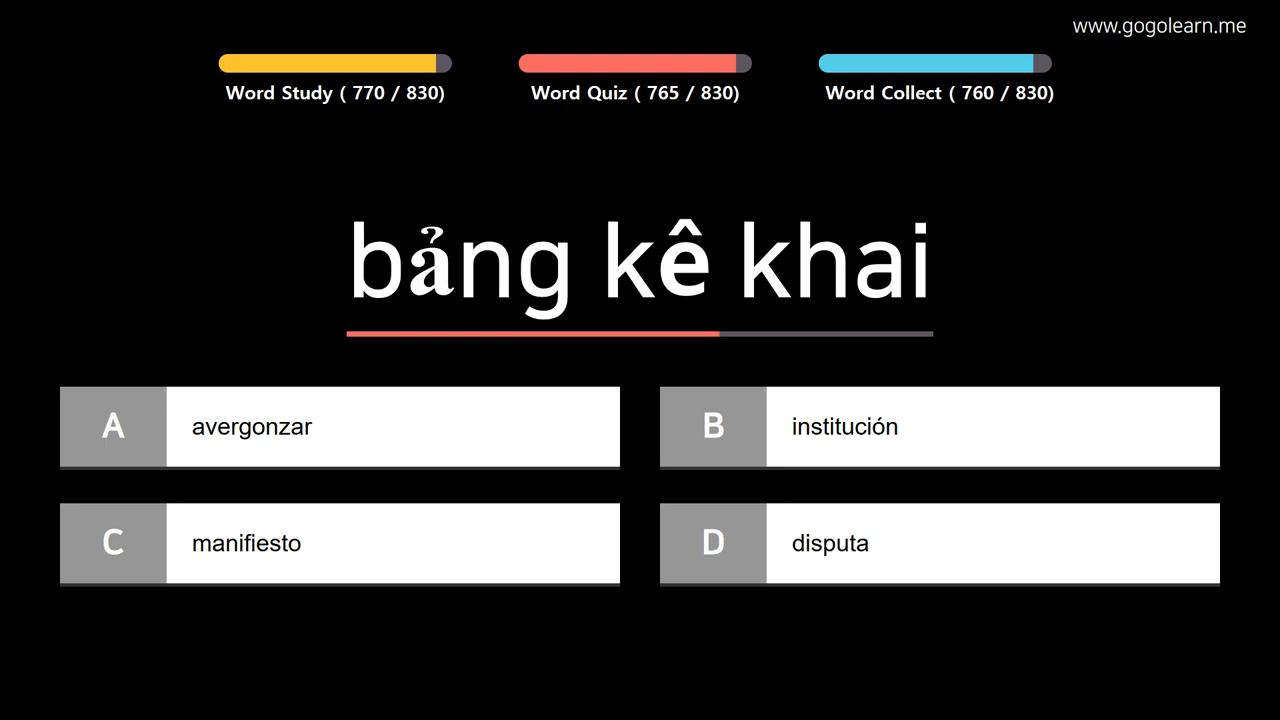 www.gogolearn.me
Word Study ( 770 / 830)
Word Quiz ( 765 / 830)
Word Collect ( 760 / 830)
bảng kê khai
A avergonzar
B institución
C manifiesto
D disputa